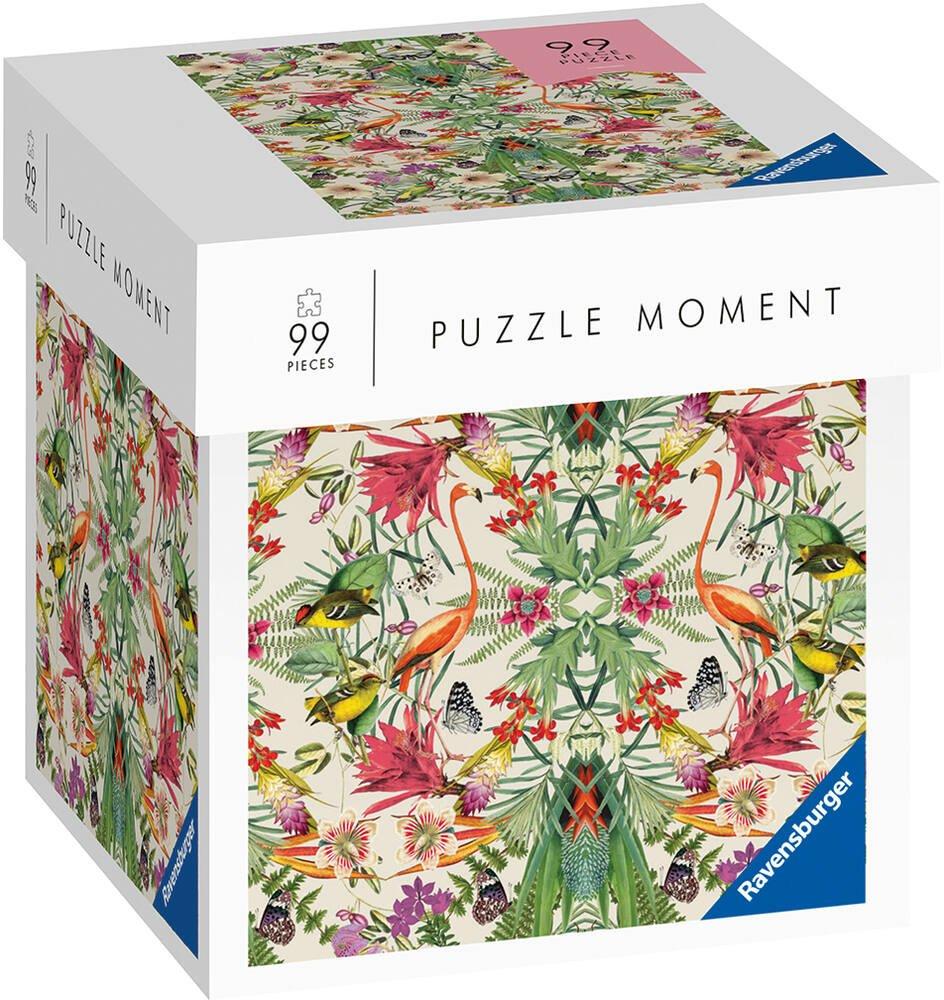 99
PIECE
PUZZLE
Ravensburger
99
PIECES
PUZZLE MOMENT
99
PIECES
PUZZLE MOMENT
Ravensburger
Ravensburger